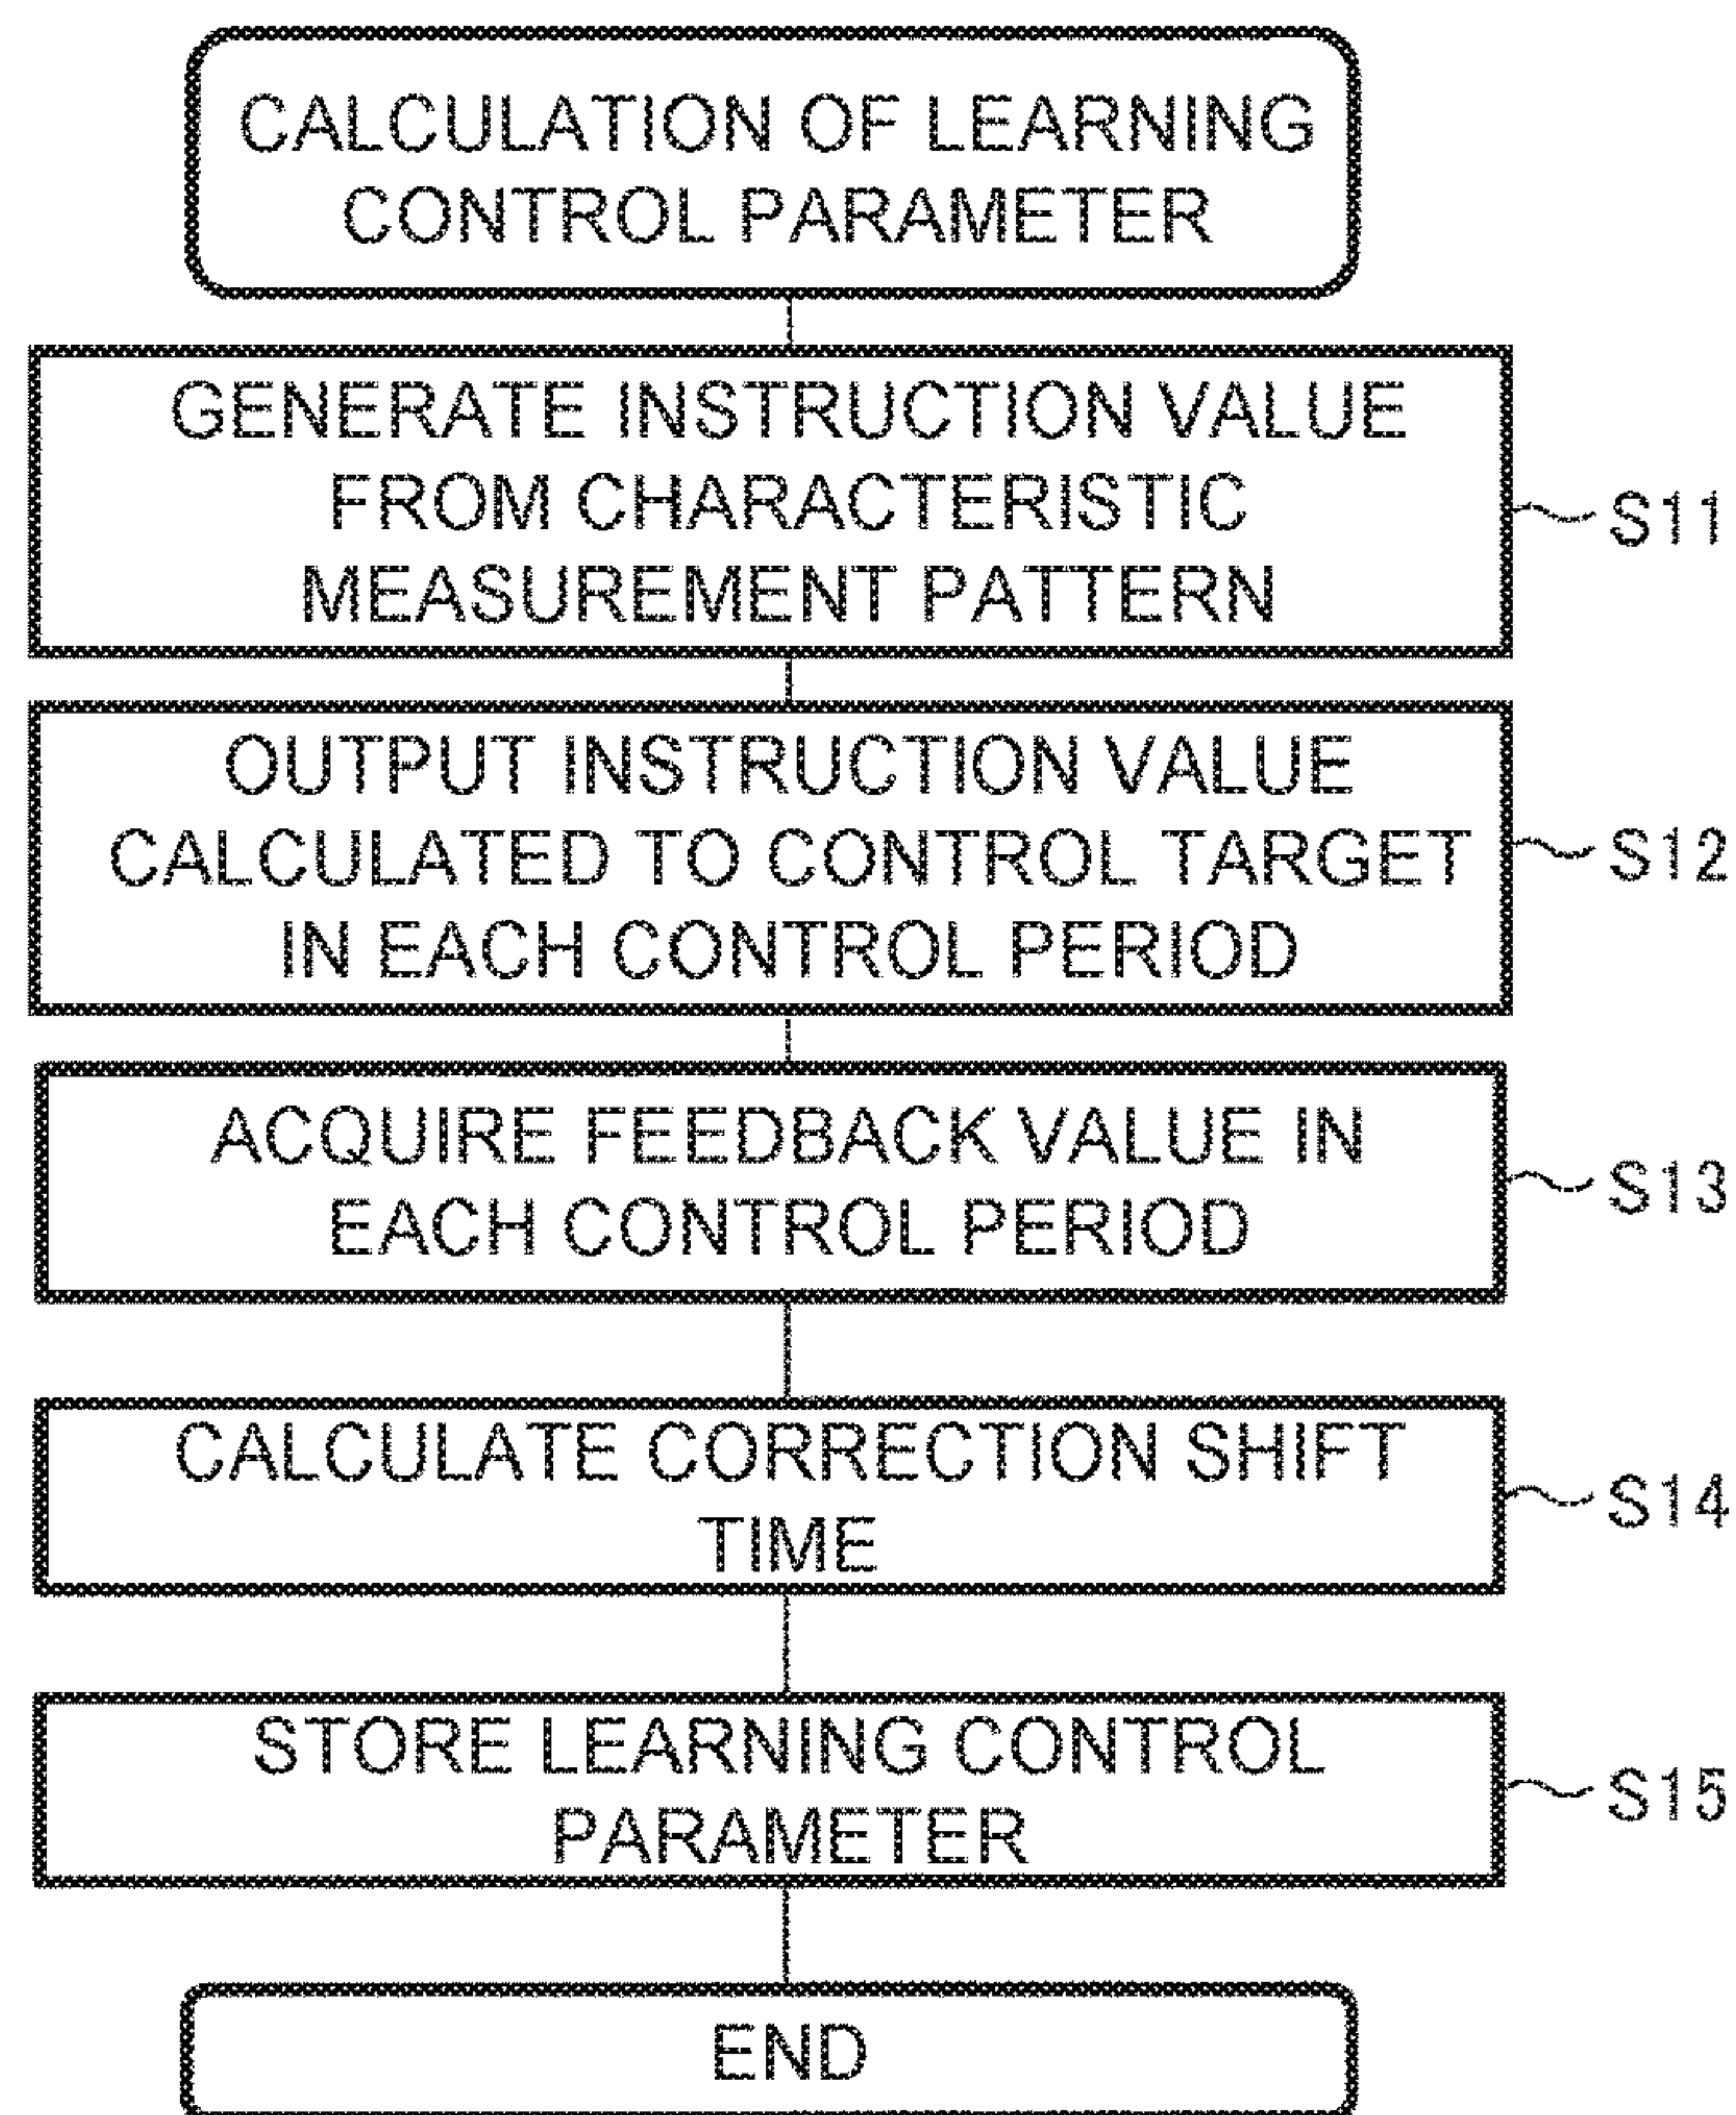 CALCULATION OF LEARNING
CONTROL PARAMETER
GENERATE INSTRUCTION VALUE
FROM CHARACTERISTIC
MEASUREMENT PATTERN
S11
OUTPUT INSTRUCTION VALUE
CALCULATED TO CONTROL TARGET
IN EACH CONTROL PERIOD
S12
ACQUIRE FEEDBACK VALUE IN
EACH CONTROL PERIOD
S13
CALCULATE CORRECTION SHIFT
TIME
S14
STORE LEARNING CONTROL
PARAMETER
S15
END